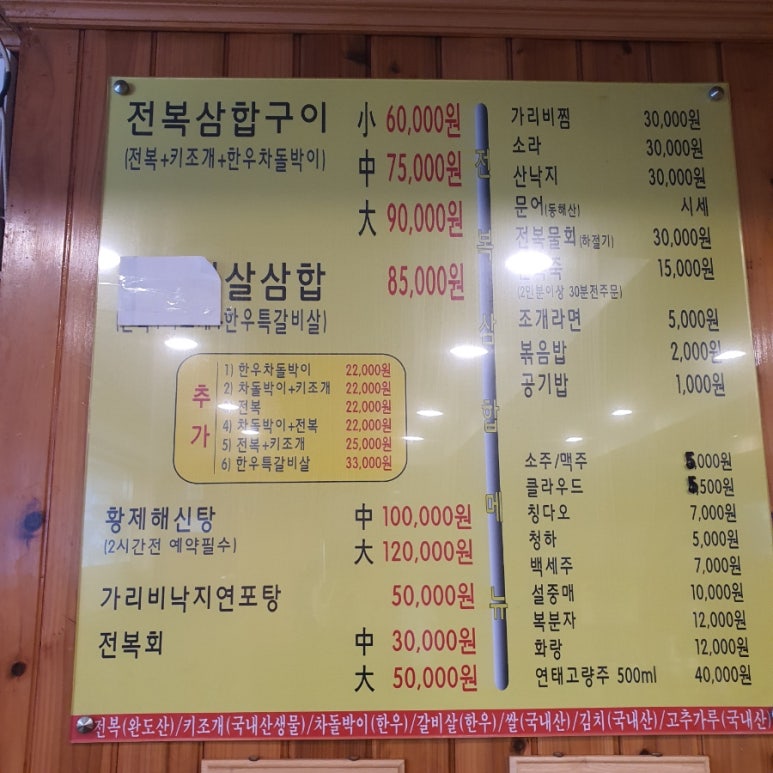 전복삼합구이 小 60,000원
(전복+키조개+한우차돌박이) 中 75,000원
大 90,000원
살삼합 85,000원
한우특갈비살)
추가
1) 한우차돌박이 22,000원
2) 차돌박이+키조개 22,000원
3) 전복 22,000원
4) 차돌박이+전복 22,000원
5) 전복+키조개 25,000원
6) 한우특갈비살 33,000원
황제해신탕 中 100,000원
(2시간전 예약필수) 大 120,000원
가리비낙지연포탕 50,000원
전복회 中 30,000원
大 50,000원
전복삼합메뉴
가리비찜 30,000원
소라 30,000원
산낙지 30,000원
문어(동해산) 시세
전복물회(하절기) 30,000원
15,000원
(2인분이상 30분전주문)
조개라면 5,000원
볶음밥 2,000원
공기밥 1,000원
소주/맥주 5,000원
클라우드 5,500원
칭다오 7,000원
청하 5,000원
백세주 7,000원
설중매 10,000원
복분자 12,000원
화랑 12,000원
연태고량주 500ml 40,000원
전복(완도산)/키조개(국내산생물)/차돌박이(한우)/갈비살(한우)/쌀(국내산)/김치(국내산)/고추가루(국내산)